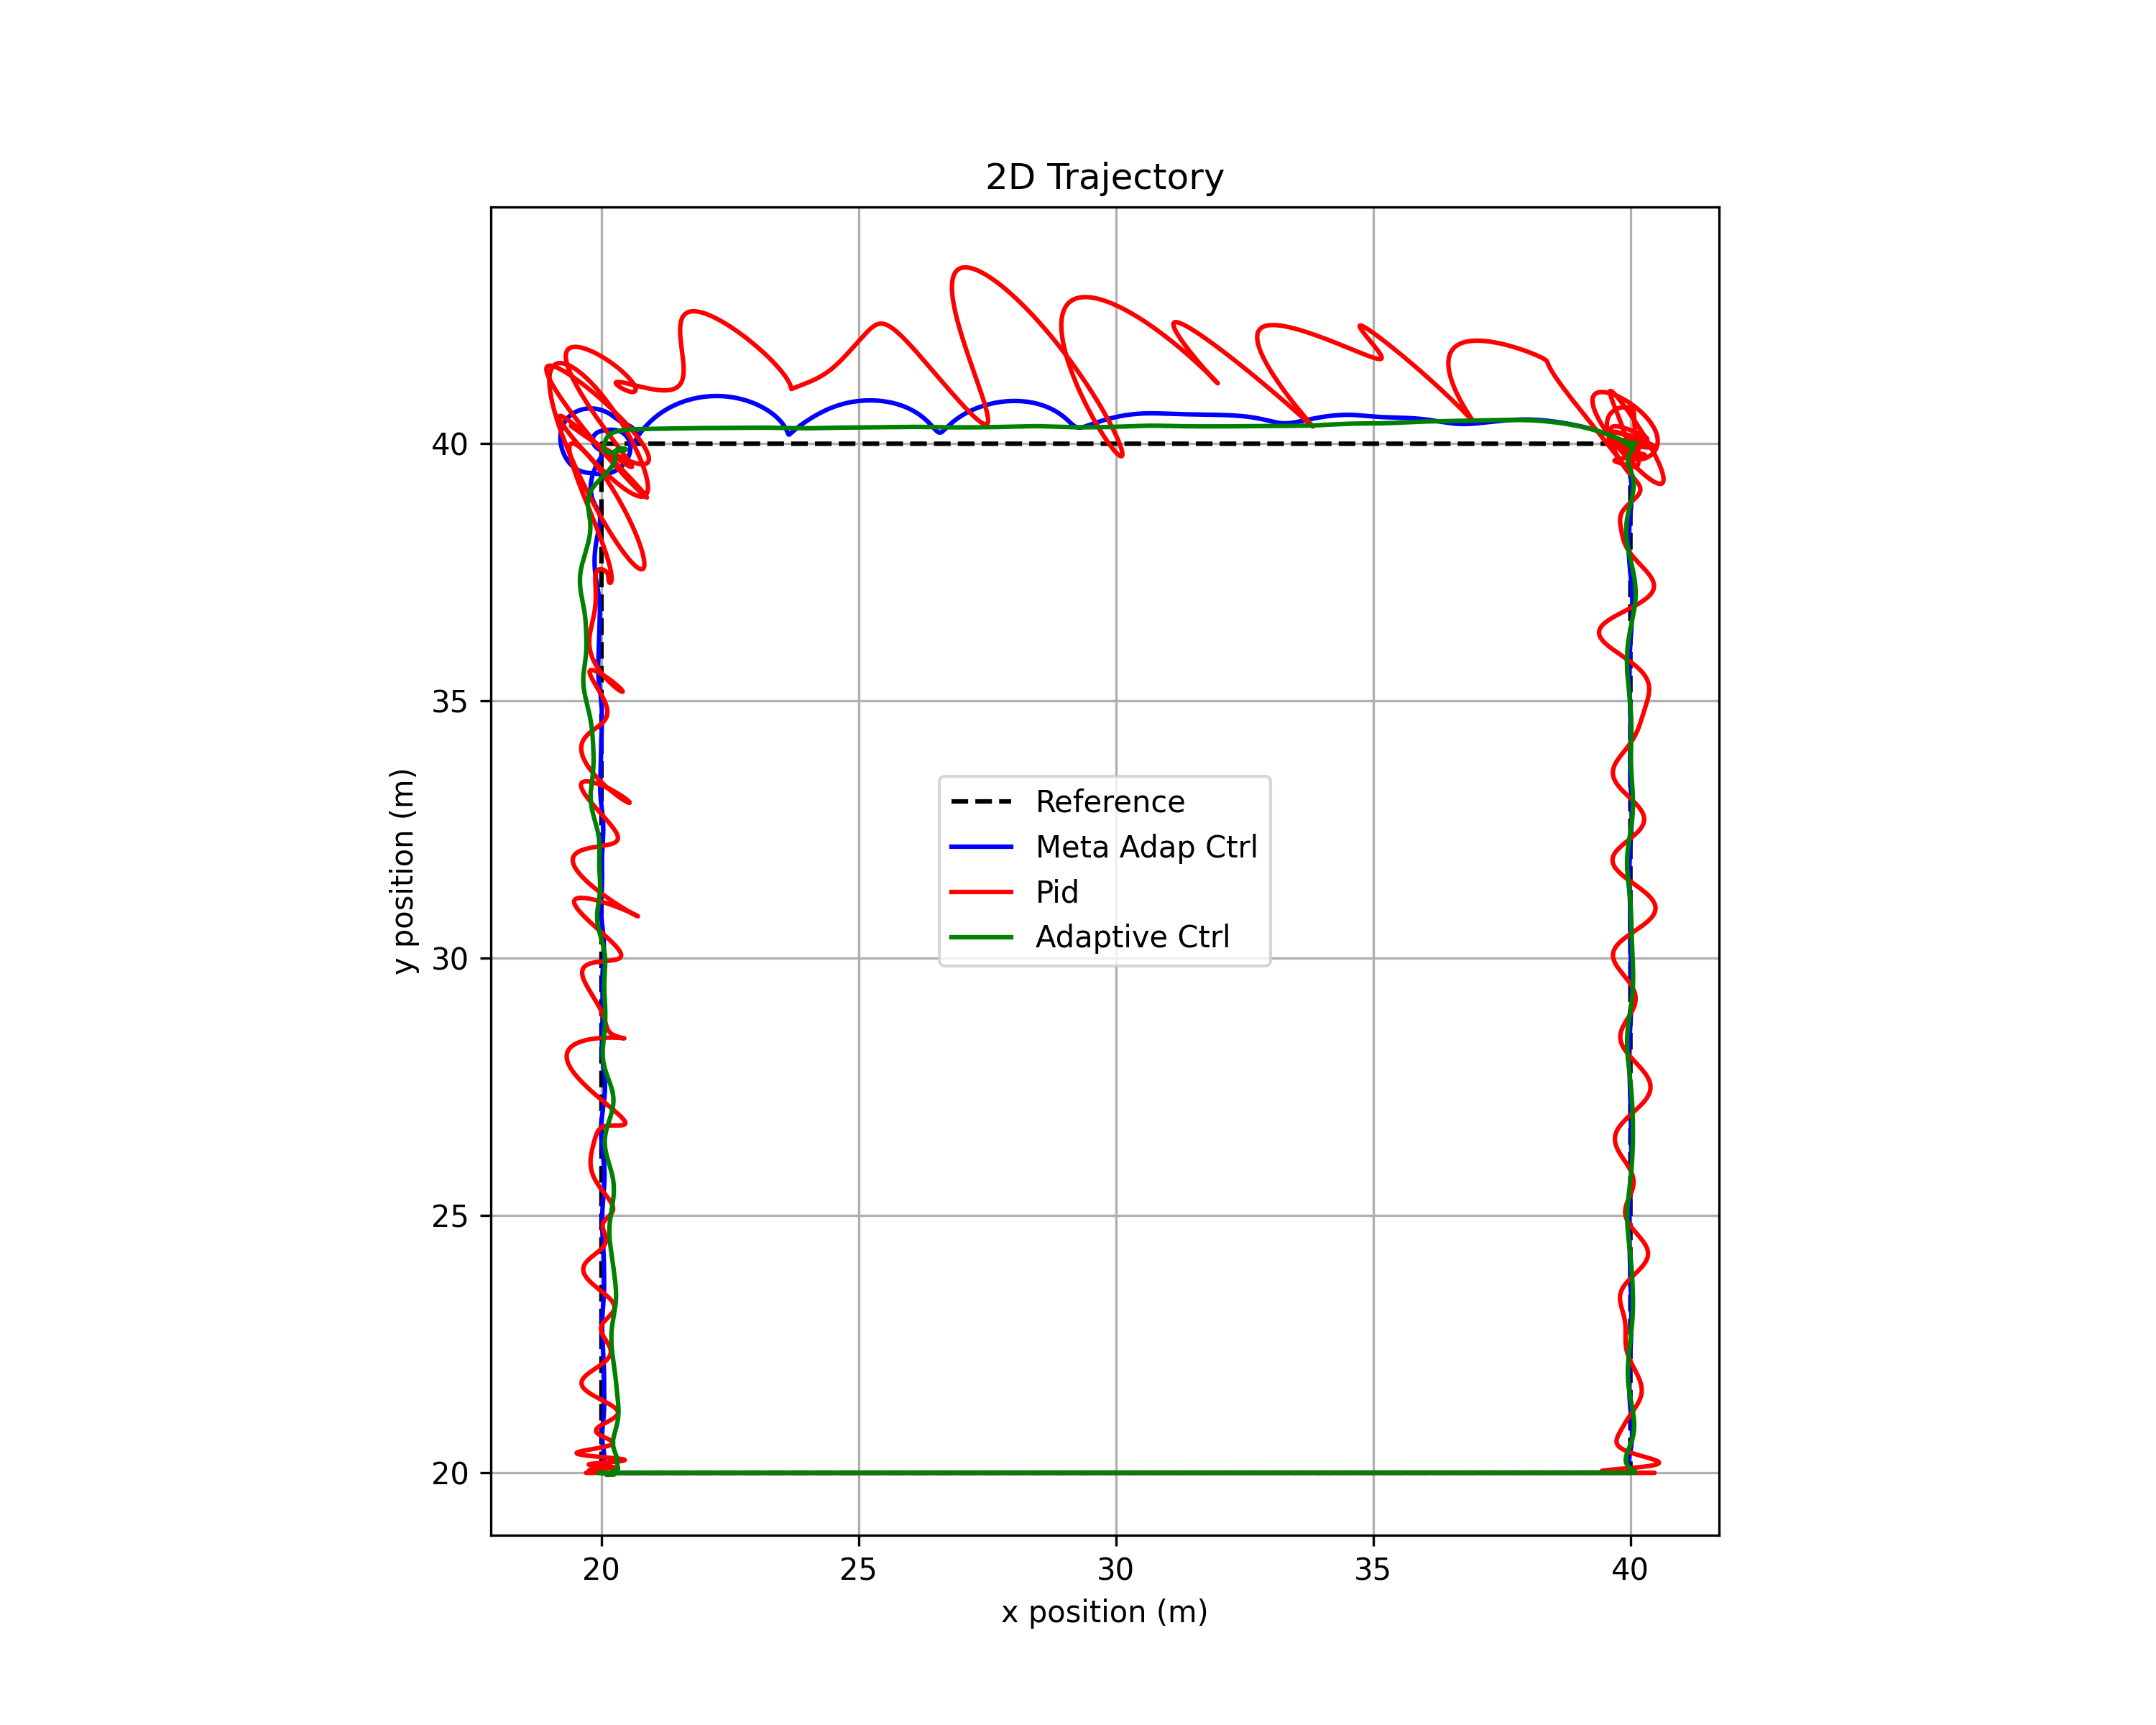 2D Trajectory
40
35
30
25
20
y position (m)
Reference
Meta Adap Ctrl
Pid
Adaptive Ctrl
20 25 30 35 40
x position (m)